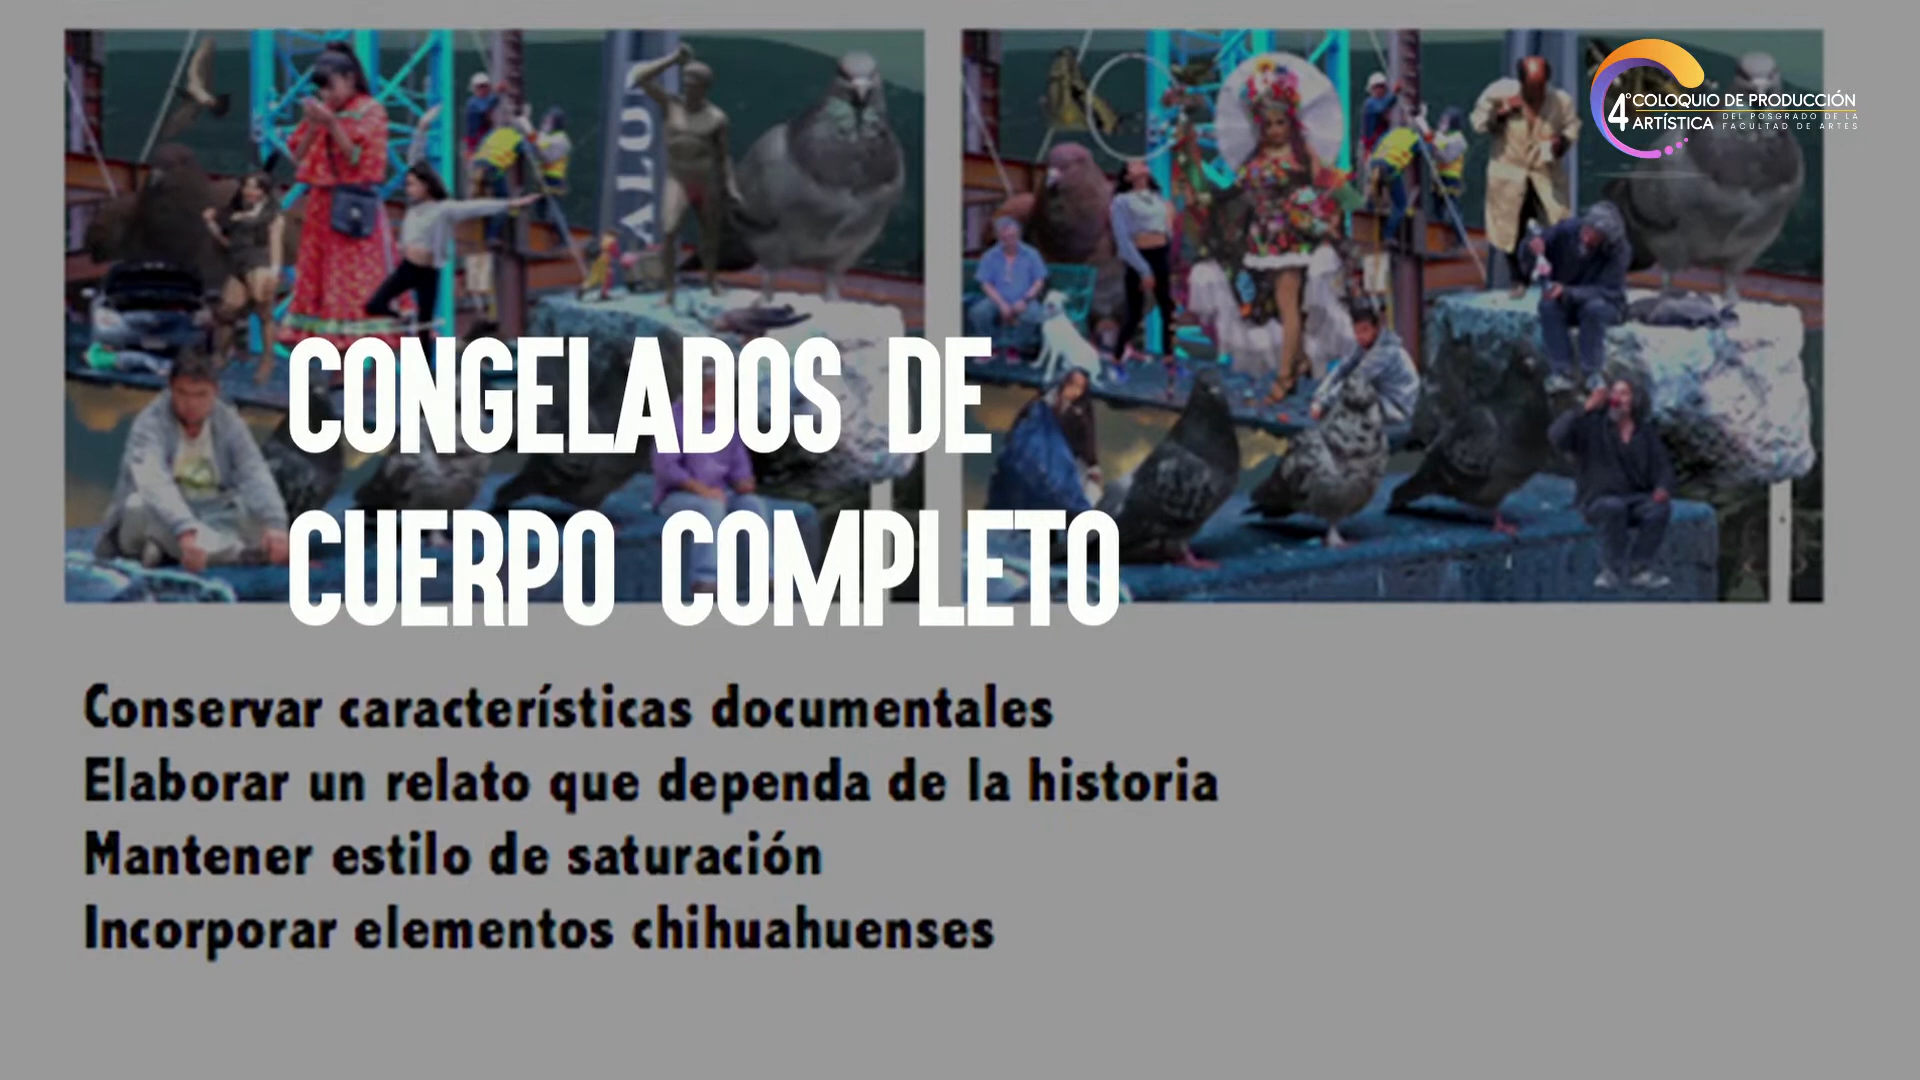 4° COLOQUIO DE PRODUCCIÓN
ARTÍSTICA DEL POSGRADO DE LA
FACULTAD DE ARTES
CONGELADOS DE
CUERPO COMPLETO
Conservar características documentales
Elaborar un relato que dependa de la historia
Mantener estilo de saturación
Incorporar elementos chihuahuenses